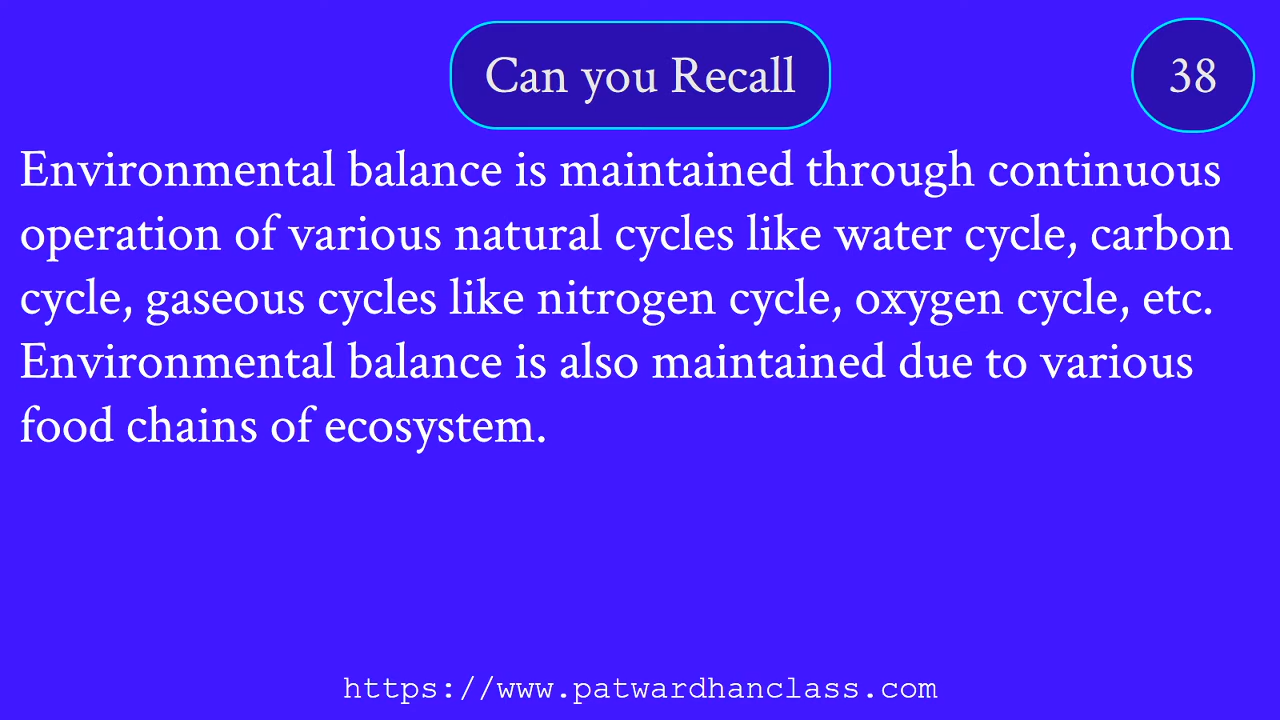 Can you Recall
38
Environmental balance is maintained through continuous
operation of various natural cycles like water cycle, carbon
cycle, gaseous cycles like nitrogen cycle, oxygen cycle, etc.
Environmental balance is also maintained due to various
food chains of ecosystem.
https://www.patwardhanclass.com